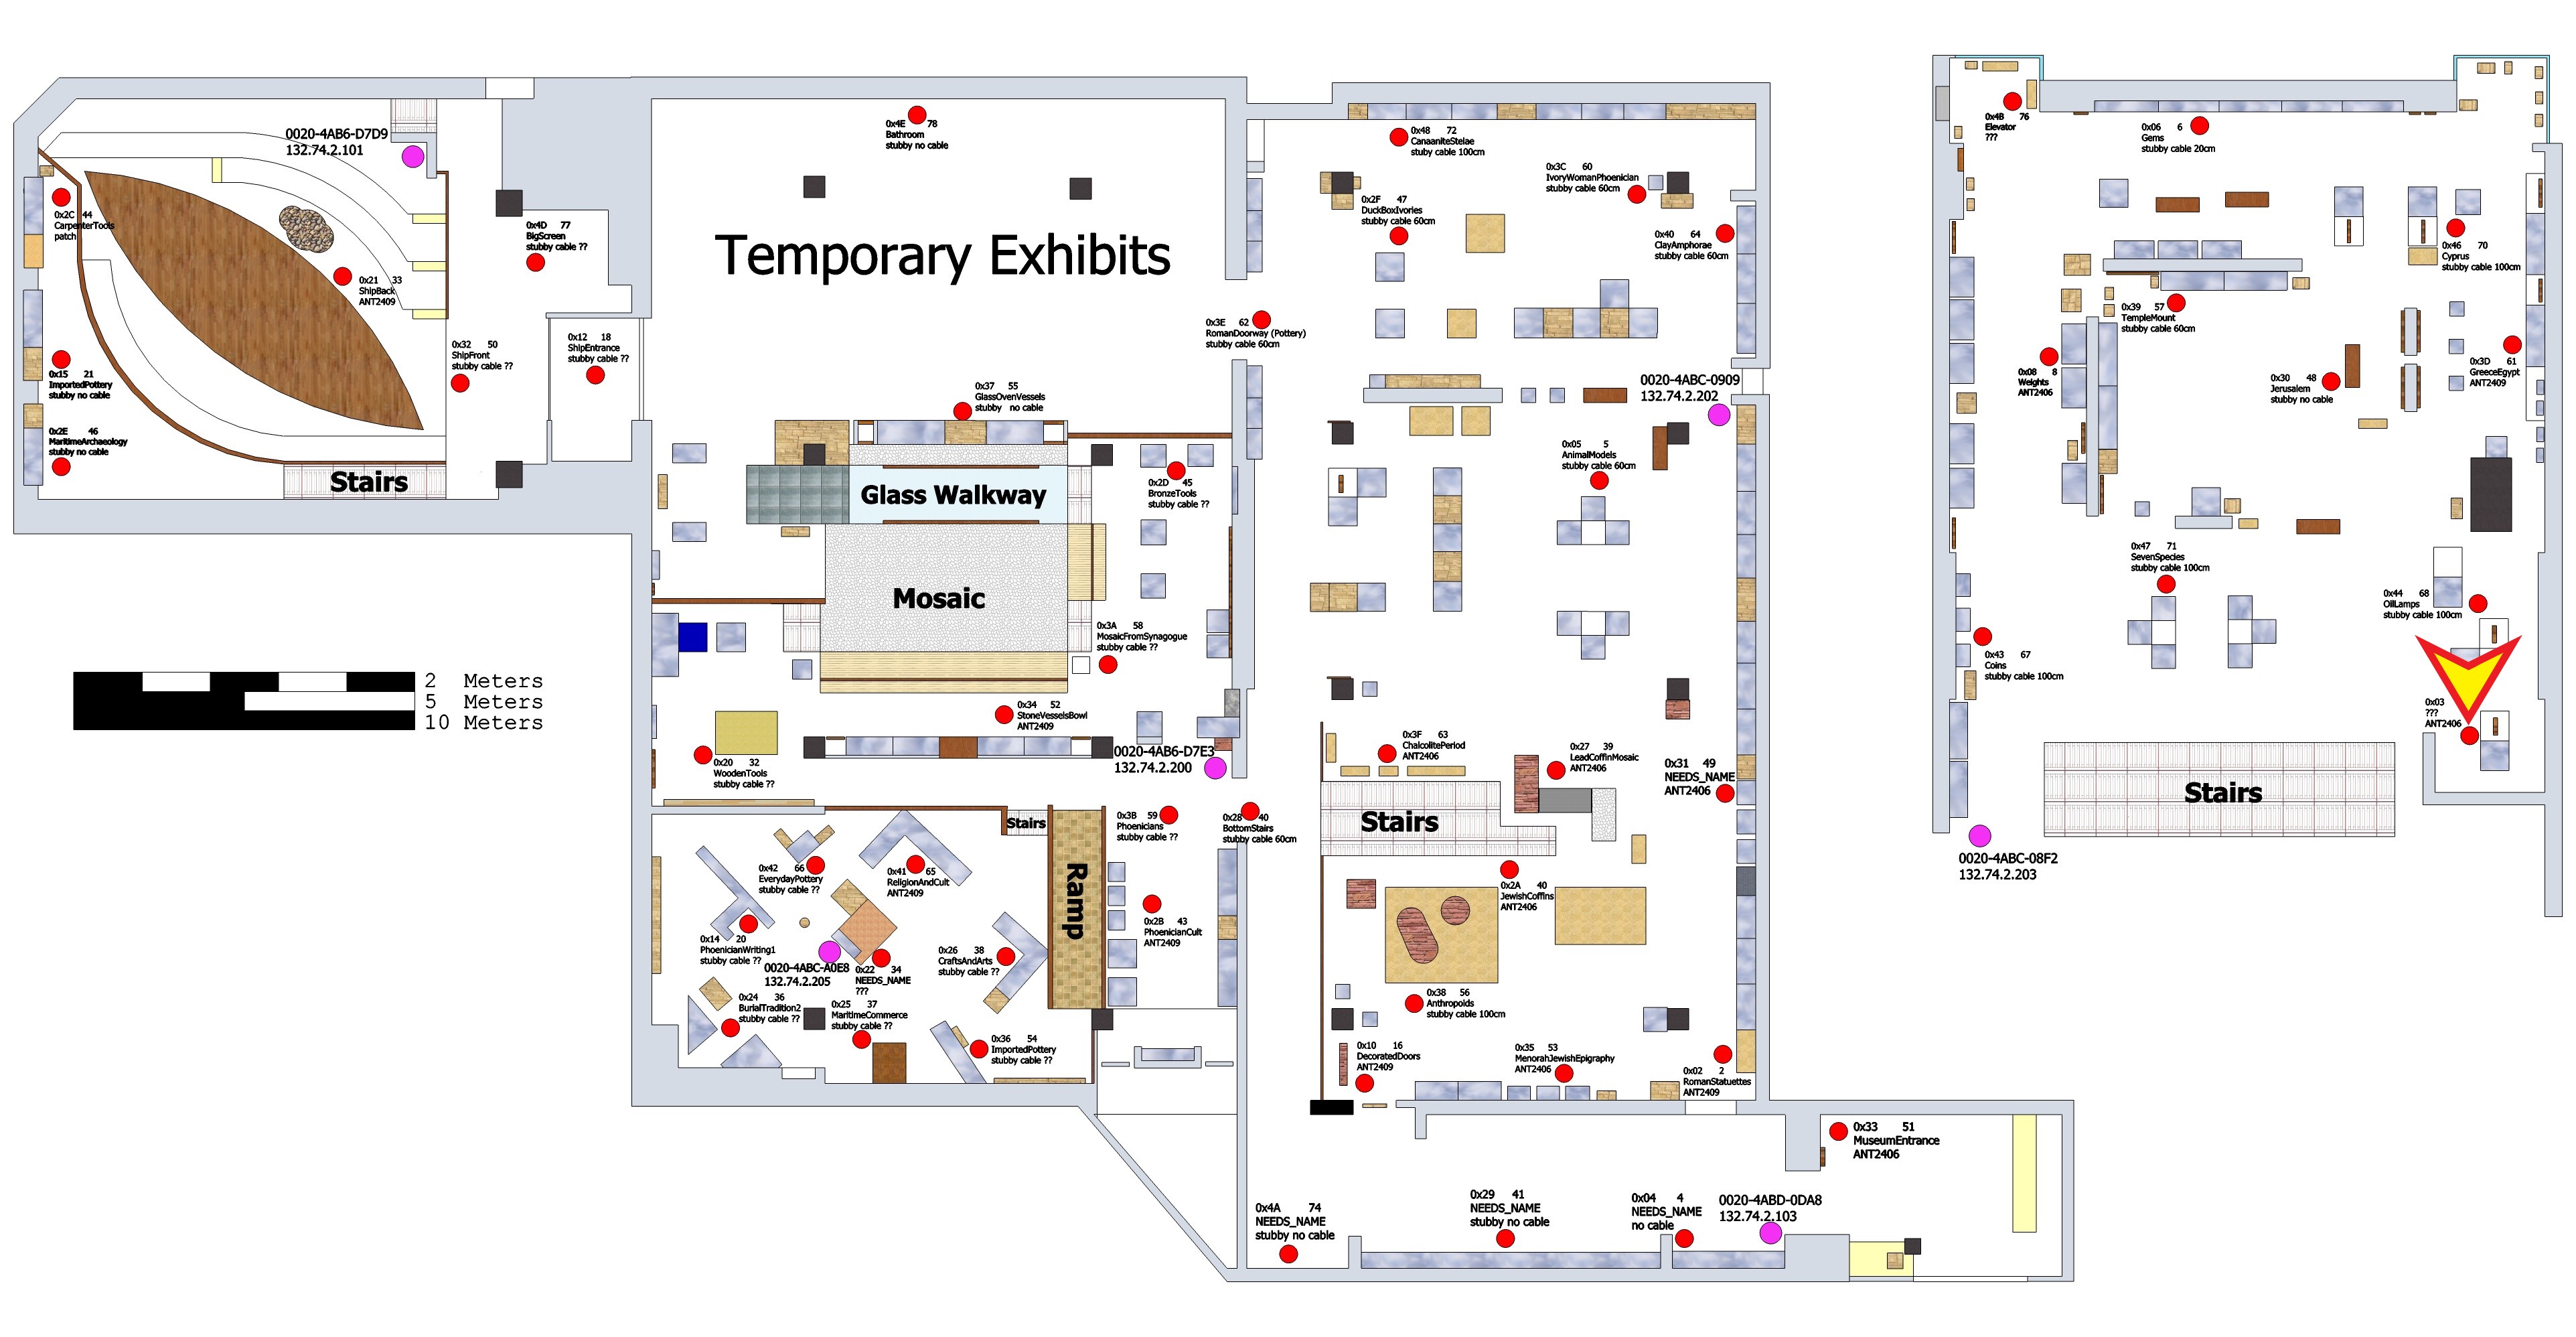 0020-4AB6-D7D9
132.74.2.101
0x2C 44
CarpenterTools
patch
0x21 33
ShipBack
ANT2409
0x15 21
ImportedPottery
stubby no cable
0x2E 46
MaritimeArchaeology
stubby no cable
Stairs
0x32 50
ShipFront
stubby cable ??
0x4D 77
BigScreen
stubby cable ??
0x12 18
ShipEntrance
stubby cable ??
2 Meters
5 Meters
10 Meters
0x4E 78
Bathroom
stubby no cable
Temporary Exhibits
0x3E 62
RomanDoorway (Pottery)
stubby cable 60cm
0x37 55
GlassOvenVessels
stubby no cable
Glass Walkway
Mosaic
0x2D 45
BronzeTools
stubby cable ??
0x3A 58
MosaicFromSynagogue
stubby cable ??
0x34 52
StoneVesselsBowl
ANT2409
0020-4AB6-D7E3
132.74.2.200
0x20 32
WoodenTools
stubby cable ??
Stairs
Ramp
0x3B 59
Phoenicians
stubby cable ??
0x28 40
BottomStairs
stubby cable 60cm
0x42 66
EverydayPottery
stubby cable ??
0x41 65
ReligionAndCult
ANT2409
0x14 20
PhoenicianWriting1
stubby cable ??
0020-4ABC-A0E8
132.74.2.205
0x22 34
NEEDS_NAME
???
0x26 38
CraftsAndArts
stubby cable ??
0x2B 43
PhoenicianCult
ANT2409
0x24 36
BurialTradition2
stubby cable ??
0x25 37
MaritimeCommerce
stubby cable ??
0x36 54
ImportedPottery
stubby cable ??
0x48 72
CanaaniteStelae
stuby cable 100cm
0x3C 60
IvoryWomanPhoenician
stubby cable 60cm
0x2F 47
DuckBoxIvories
stubby cable 60cm
0x40 64
ClayAmphorae
stubby cable 60cm
0020-4ABC-0909
132.74.2.202
0x05 5
AnimalModels
stubby cable 60cm
0x3F 63
ChalcolitePeriod
ANT2406
0x27 39
LeadCoffinMosaic
ANT2406
0x31 49
NEEDS_NAME
ANT2406
Stairs
0x2A 40
JewishCoffins
ANT2406
0x38 56
Anthropoids
stubby cable 100cm
0x10 16
DecoratedDoors
ANT2409
0x35 53
MenorahJewishEpigraphy
ANT2406
0x02 2
RomanStatuettes
ANT2409
0x33 51
MuseumEntrance
ANT2406
0x4A 74
NEEDS_NAME
stubby no cable
0x29 41
NEEDS_NAME
stubby no cable
0x04 4
NEEDS_NAME
no cable
0020-4ABD-0DA8
132.74.2.103
0x4B 76
Elevator
???
0x06 6
Gems
stubby cable 20cm
0x46 70
Cyprus
stubby cable 100cm
0x39 57
TempleMount
stubby cable 60cm
0x08 8
Weights
ANT2406
0x30 48
Jerusalem
stubby no cable
0x3D 61
GreeceEgypt
ANT2409
0x47 71
SevenSpecies
stubby cable 100cm
0x44 68
OilLamps
stubby cable 100cm
0x43 67
Coins
stubby cable 100cm
0x03
???
ANT2406
Stairs
0020-4ABC-08F2
132.74.2.203